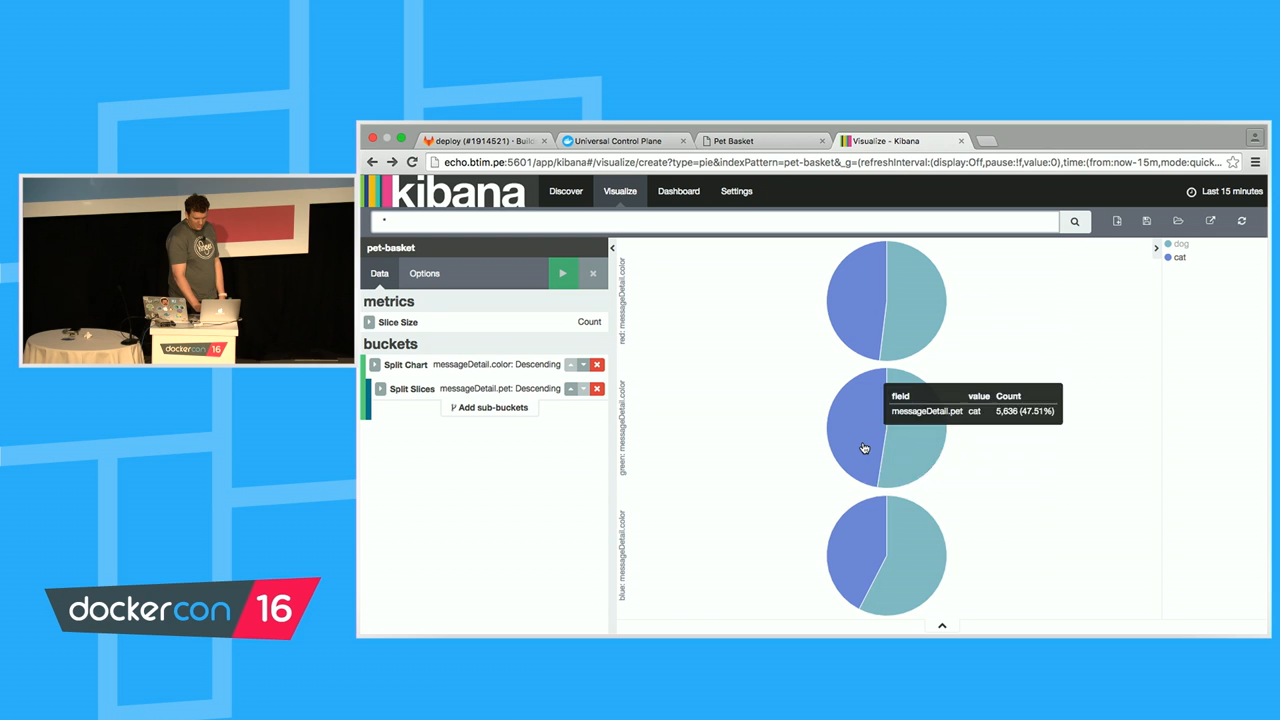 deploy (#1914521) · Build
Universal Control Plane
Pet Basket
Visualize - Kibana
echo.btim.pe:5601/app/kibana#/visualize/create?type=pie&indexPattern=pet-basket&_g=(refreshInterval:(display:Off,pause:!f,value:0),time:(from:now-15m,mode:quick...
kibana
Discover
Visualize
Dashboard
Settings
Last 15 minutes
*
pet-basket
Data
Options
metrics
Slice Size
Count
buckets
Split Chart messageDetail.color: Descending
Split Slices messageDetail.pet: Descending
Add sub-buckets
red: messageDetail.color
green: messageDetail.color
blue: messageDetail.color
field value Count
messageDetail.pet cat 5,636 (47.51%)
dog
cat
dockercon 16
dockercon 16